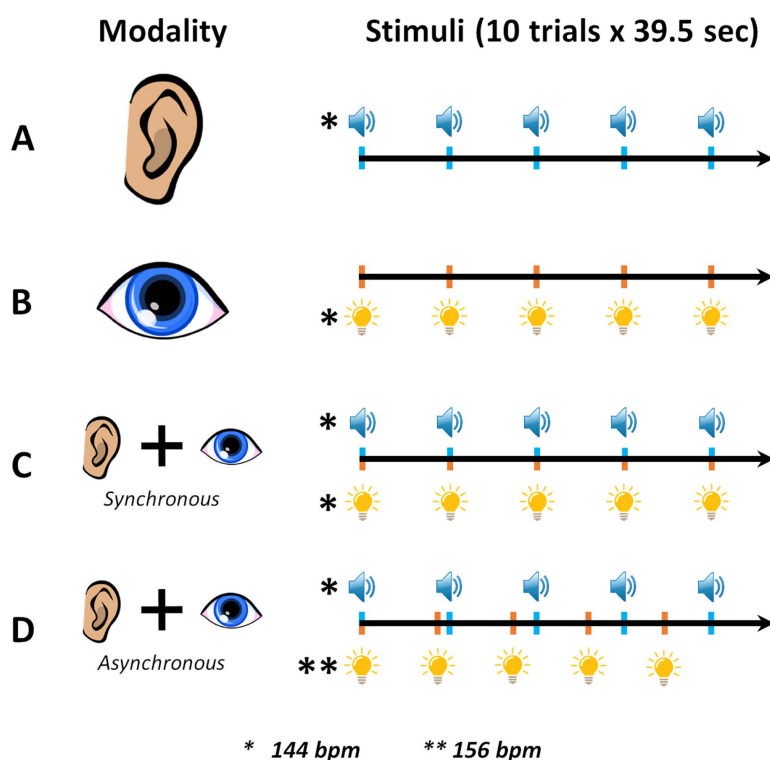 Modality
Stimuli (10 trials x 39.5 sec)
A
*
B
*
C
Synchronous
*
*
D
Asynchronous
*
**
* 144 bpm ** 156 bpm